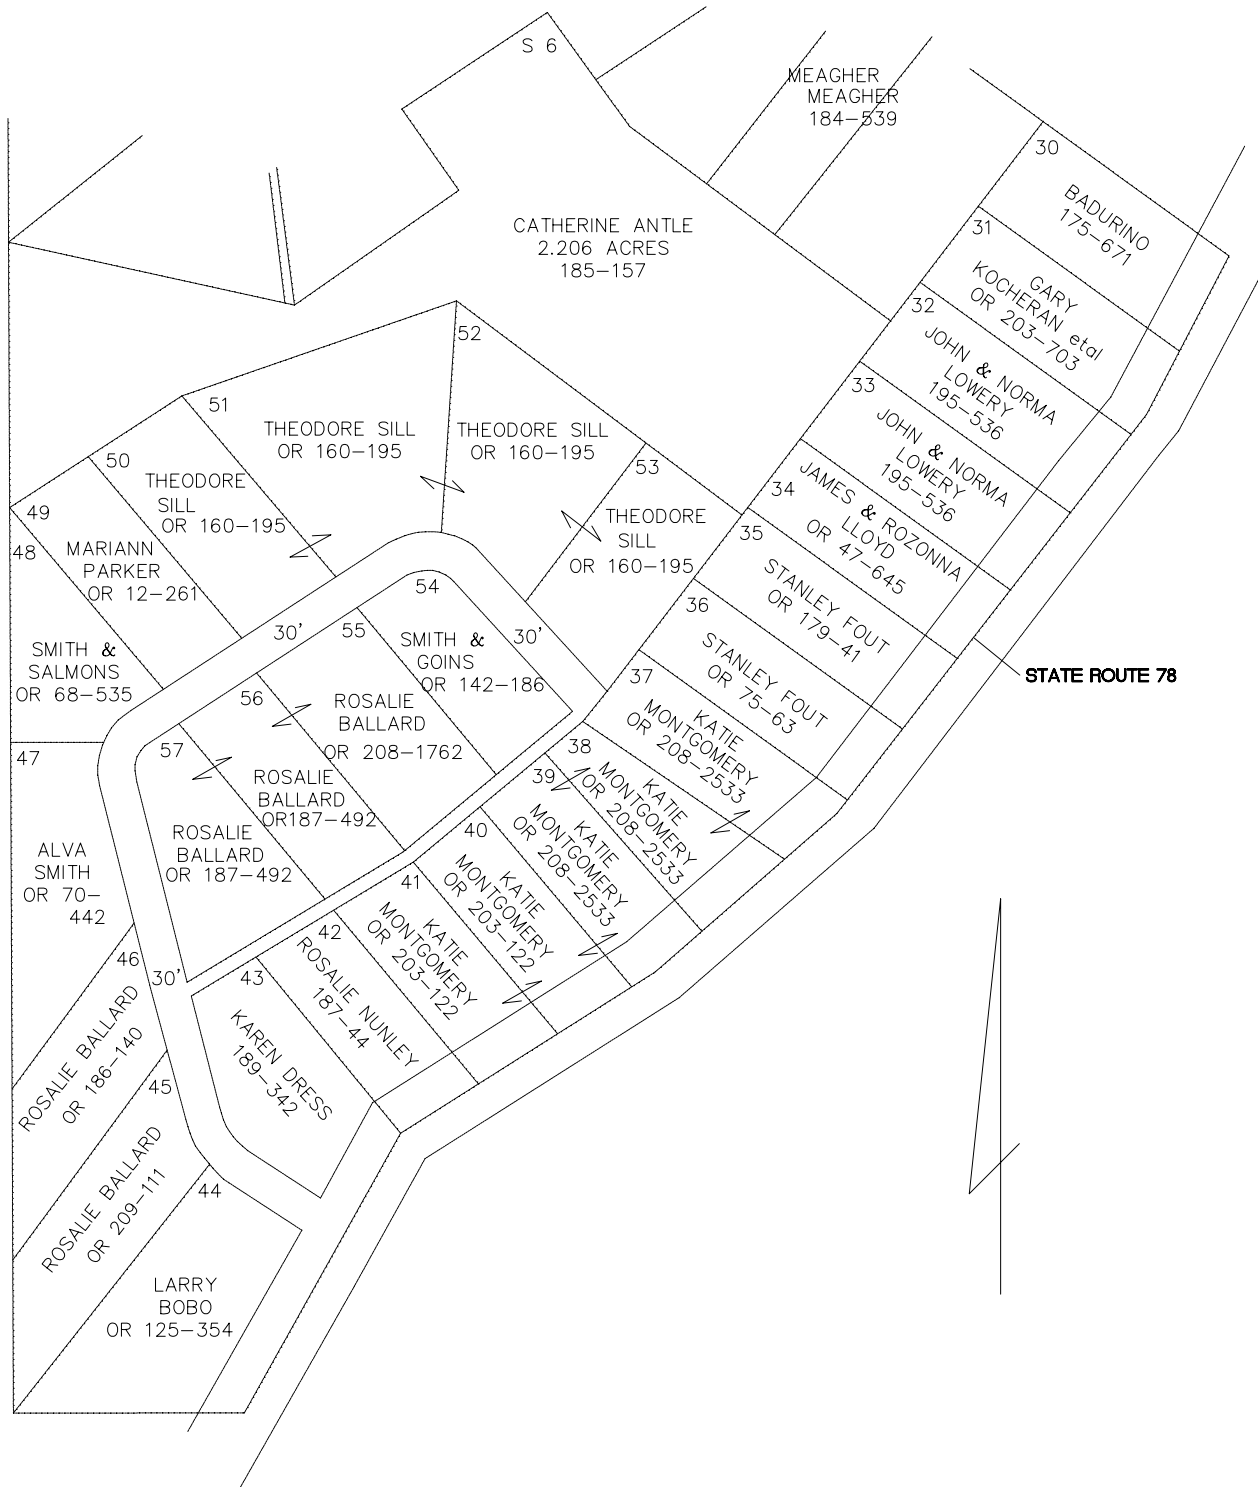 S 6
MEAGHER
MEAGHER
184-539
CATHERINE ANTLE
2.206 ACRES
185-157
30
BADURINO
175-671
31
GARY
KOCHERAN etal
OR 203-703
32
JOHN & NORMA
LOWERY
195-536
33
JOHN & NORMA
LOWERY
195-536
34
JAMES & ROZONNA
LLOYD
OR 47-645
35
STANLEY FOUT
OR 179-41
36
STANLEY FOUT
OR 75-63
37
KATIE
MONTGOMERY
OR 208-2533
38
KATIE
MONTGOMERY
OR 208-2533
39
KATIE
MONTGOMERY
OR 208-2533
40
KATIE
MONTGOMERY
OR 203-122
41
KATIE
MONTGOMERY
OR 203-122
42
ROSALIE NUNLEY
187-44
43
KAREN DRESS
189-342
44
LARRY
BOBO
OR 125-354
45
ROSALIE BALLARD
OR 209-111
46
ROSALIE BALLARD
OR 186-140
47
ALVA
SMITH
OR 70-
442
48
SMITH &
SALMONS
OR 68-535
49
MARIANN
PARKER
OR 12-261
50
THEODORE
SILL
OR 160-195
51
THEODORE SILL
OR 160-195
52
THEODORE SILL
OR 160-195
53
THEODORE
SILL
OR 160-195
54
SMITH &
GOINS
OR 142-186
55
ROSALIE
BALLARD
OR 208-1762
56
ROSALIE
BALLARD
OR187-492
57
ROSALIE
BALLARD
OR 187-492
30'
30'
30'
STATE ROUTE 78